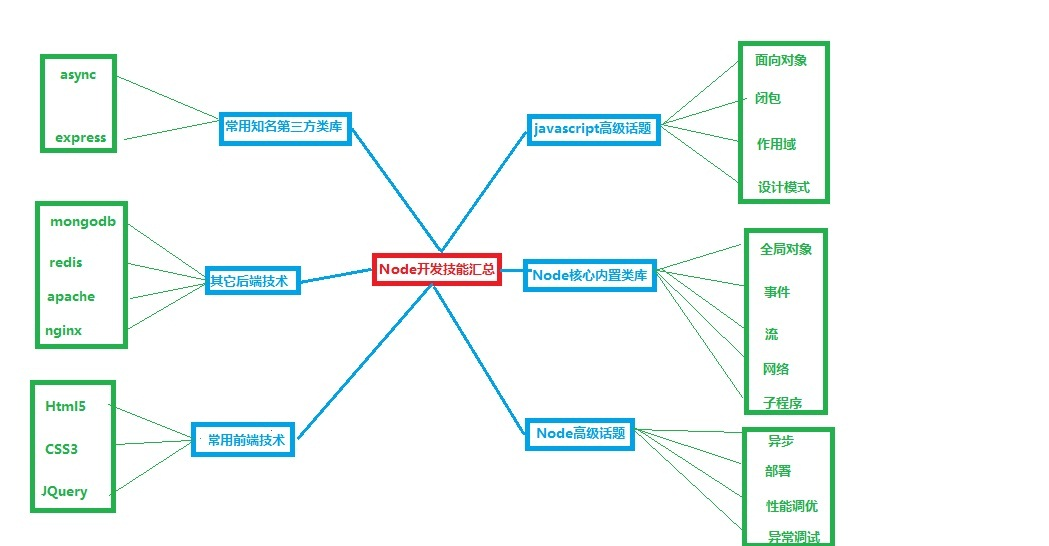 Node开发技能汇总
常用知名第三方类库
async
express
其它后端技术
mongodb
redis
apache
nginx
常用前端技术
Html5
CSS3
JQuery
javascript高级话题
面向对象
闭包
作用域
设计模式
Node核心内置类库
全局对象
事件
流
网络
子程序
Node高级话题
异步
部署
性能调优
异常调试